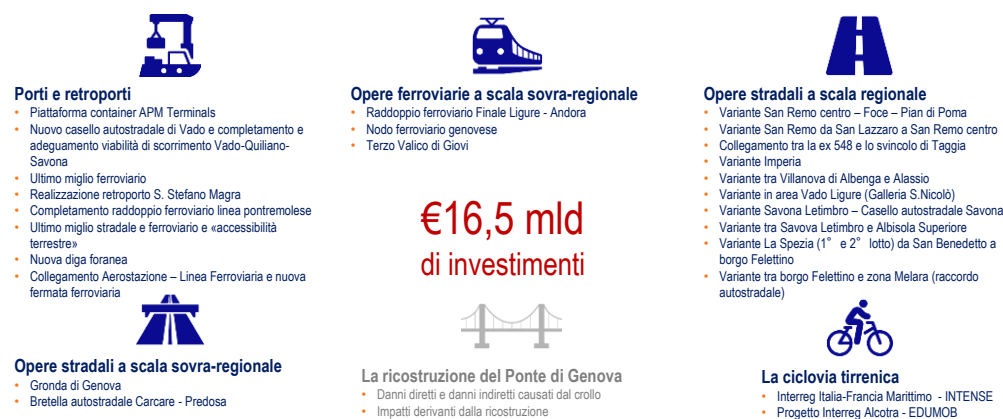 Porti e retroporti
• Piattaforma container APM Terminals
• Nuovo casello autostradale di Vado e completamento e
adeguamento viabilità di scorrimento Vado-Quiliano-
Savona
• Ultimo miglio ferroviario
• Realizzazione retroporto S. Stefano Magra
• Completamento raddoppio ferroviario linea pontremolese
• Ultimo miglio stradale e ferroviario e «accessibilità
terrestre»
• Nuova diga foranea
• Collegamento Aerostazione – Linea Ferroviaria e nuova
fermata ferroviaria
Opere stradali a scala sovra-regionale
• Gronda di Genova
• Bretella autostradale Carcare - Predosa
Opere ferroviarie a scala sovra-regionale
• Raddoppio ferroviario Finale Ligure - Andora
• Nodo ferroviario genovese
• Terzo Valico di Giovi
€16,5 mld
di investimenti
La ricostruzione del Ponte di Genova
• Danni diretti e danni indiretti causati dal crollo
• Impatti derivanti dalla ricostruzione
Opere stradali a scala regionale
• Variante San Remo centro – Foce – Pian di Poma
• Variante San Remo da San Lazzaro a San Remo centro
• Collegamento tra la ex 548 e lo svincolo di Taggia
• Variante Imperia
• Variante tra Villanova di Albenga e Alassio
• Variante in area Vado Ligure (Galleria S.Nicolò)
• Variante Savona Letimbro – Casello autostradale Savona
• Variante tra Savova Letimbro e Albisola Superiore
• Variante La Spezia (1° e 2° lotto) da San Benedetto a
borgo Felettino
• Variante tra borgo Felettino e zona Melara (raccordo
autostradale)
La ciclovia tirrenica
• Interreg Italia-Francia Marittimo - INTENSE
• Progetto Interreg Alcotra - EDUMOB